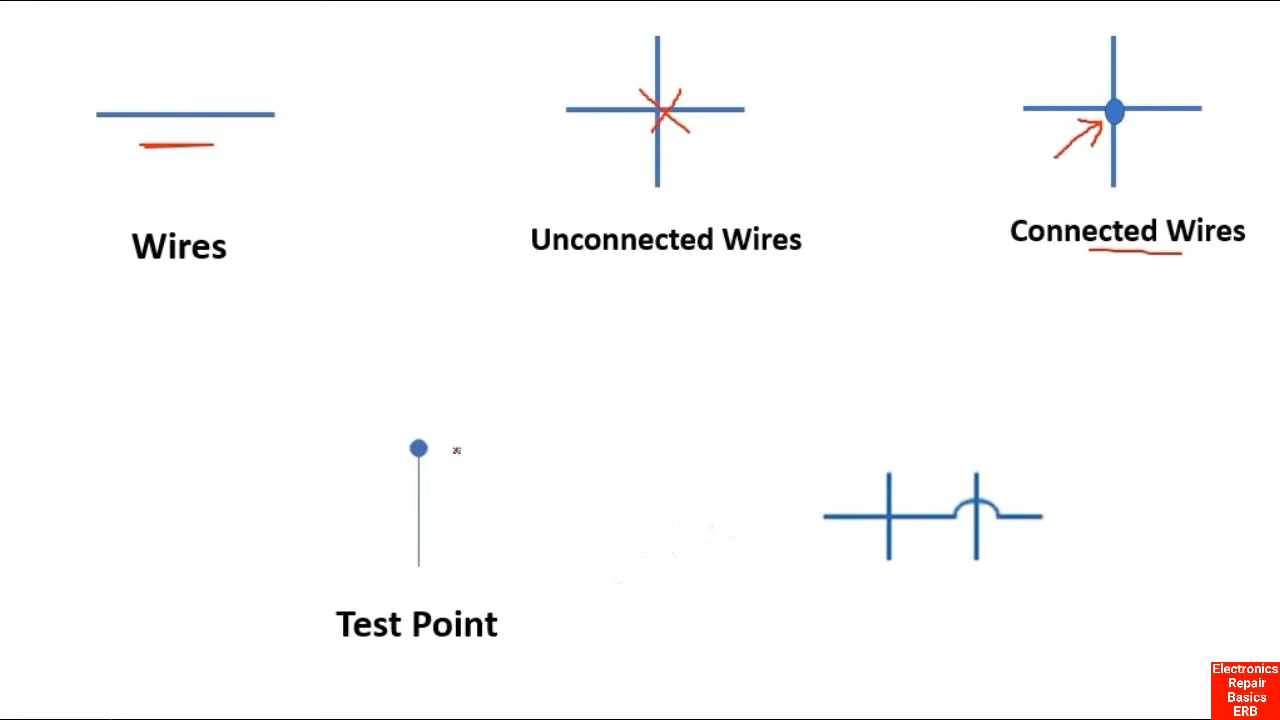 Wires
Unconnected Wires
Connected Wires
Test Point
Electronics
Repair
Basics
ERB